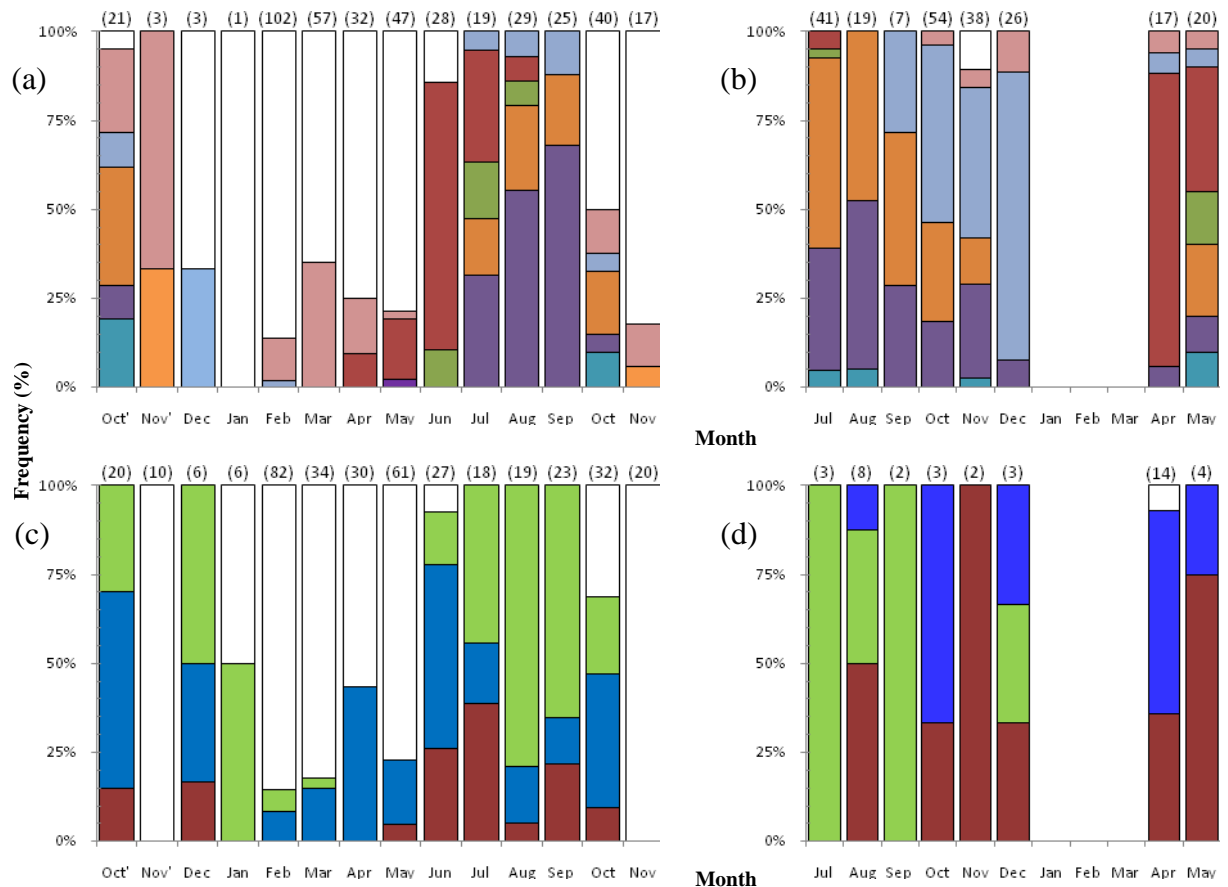 (21) (3) (3) (1) (102) (57) (32) (47) (28) (19) (29) (25) (40) (17)
100%
75%
50%
25%
0%
(a)
Oct' Nov' Dec Jan Feb Mar Apr May Jun Jul Aug Sep Oct Nov
(41) (19) (7) (54) (38) (26) (17) (20)
100%
75%
50%
25%
0%
(b)
Jul Aug Sep Oct Nov Dec Jan Feb Mar Apr May
Month
Frequency (%)
(20) (10) (6) (6) (82) (34) (30) (61) (27) (18) (19) (23) (32) (20)
100%
75%
50%
25%
0%
(c)
Oct' Nov' Dec Jan Feb Mar Apr May Jun Jul Aug Sep Oct Nov
(3) (8) (2) (3) (2) (3) (14) (4)
100%
75%
50%
25%
0%
(d)
Jul Aug Sep Oct Nov Dec Jan Feb Mar Apr May
Month